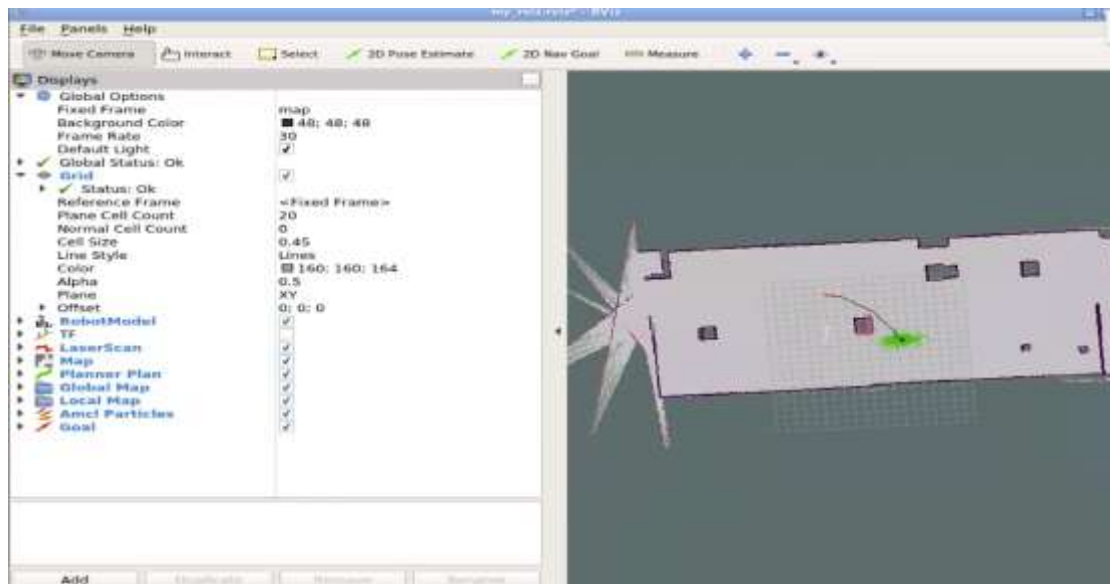 File Panels Help
Move Camera Interact Select 2D Pose Estimate 2D Nav Goal Measure
Displays
Global Options
Fixed Frame map
Background Color 48; 48; 48
Frame Rate 30
Default Light
Global Status: Ok
Grid
Status: Ok
Reference Frame <Fixed Frame>
Plane Cell Count 20
Normal Cell Count 0
Cell Size 0.45
Line Style Lines
Color 160; 160; 164
Alpha 0.5
Plane XY
Offset 0; 0; 0
RobotModel
TF
LaserScan
Map
Planner Plan
Global Map
Local Map
Amcl Particles
Goal
Add Duplicate Remove Rename